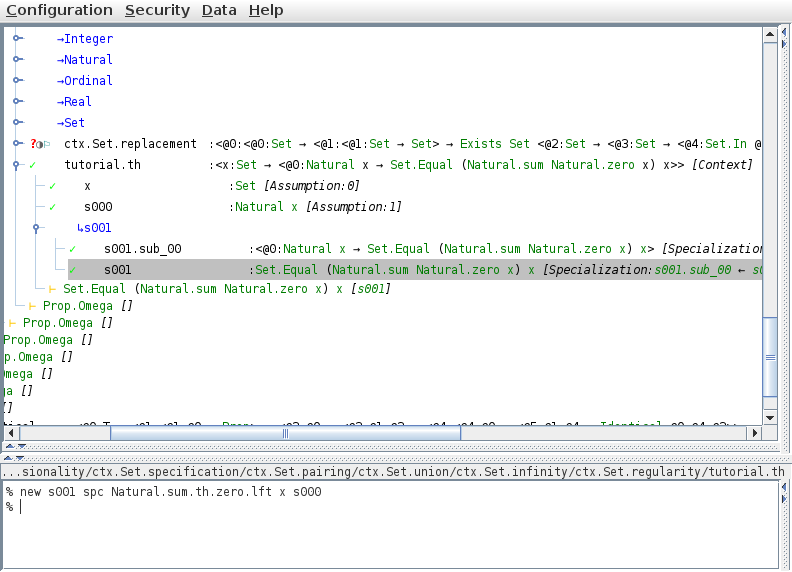 Configuration Security Data Help
→Integer
→Natural
→Ordinal
→Real
→Set
? ctx.Set.replacement :<@0:<@0:Set → <@1:<@1:Set → Set> → Exists Set <@2:Set → <@3:Set → <@4:Set.In @
✓ tutorial.th :<x:Set → <@0:Natural x → Set.Equal (Natural.sum Natural.zero x) x>> [Context]
✓ x :Set [Assumption:0]
✓ s000 :Natural x [Assumption:1]
↳s001
✓ s001.sub_00 :<@0:Natural x → Set.Equal (Natural.sum Natural.zero x) x> [Specialization
✓ s001 :Set.Equal (Natural.sum Natural.zero x) x [Specialization:s001.sub_00 ← s0
⊢ Set.Equal (Natural.sum Natural.zero x) x [s001]
⊢ Prop.Omega []
⊢ Prop.Omega []
Prop.Omega []
p.Omega []
mega []
ga []
[]
...sionality/ctx.Set.specification/ctx.Set.pairing/ctx.Set.union/ctx.Set.infinity/ctx.Set.regularity/tutorial.th
% new s001 spc Natural.sum.th.zero.lft x s000
%